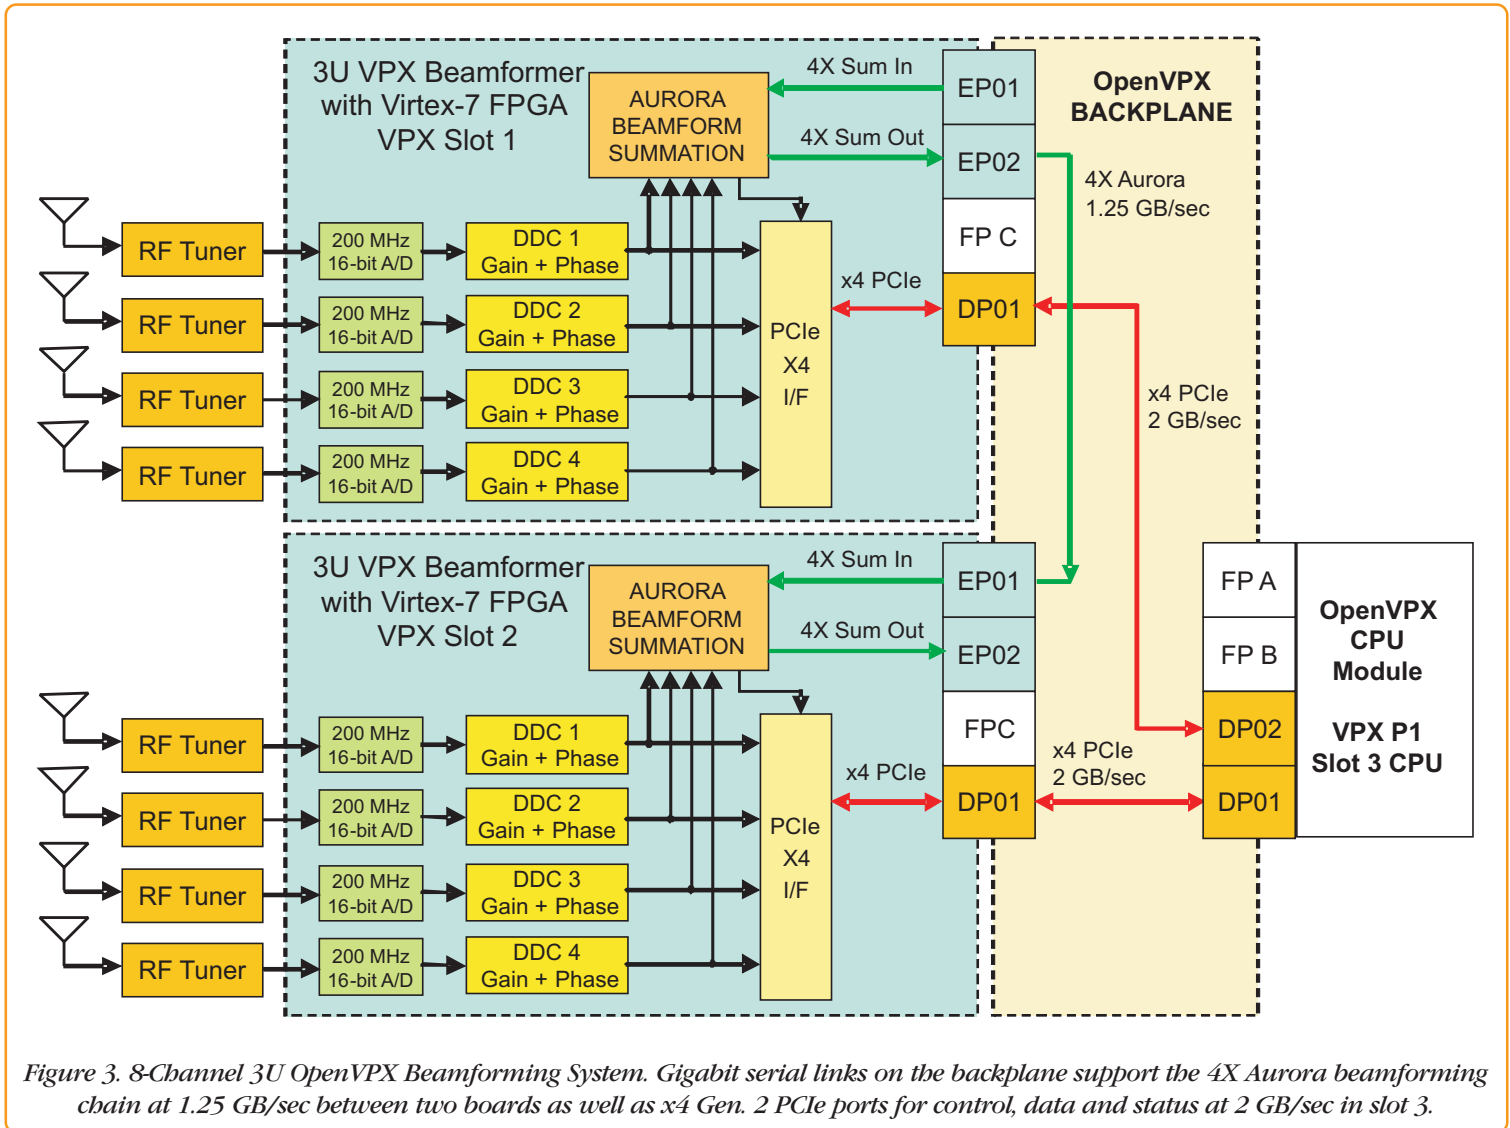 3U VPX Beamformer
with Virtex-7 FPGA
VPX Slot 1
AURORA
BEAMFORM
SUMMATION
4X Sum In
4X Sum Out
EP01
EP02
FP C
DP01
OpenVPX
BACKPLANE
4X Aurora
1.25 GB/sec
RF Tuner
200 MHz
16-bit A/D
DDC 1
Gain + Phase
RF Tuner
200 MHz
16-bit A/D
DDC 2
Gain + Phase
RF Tuner
200 MHz
16-bit A/D
DDC 3
Gain + Phase
RF Tuner
200 MHz
16-bit A/D
DDC 4
Gain + Phase
PCIe
X4
I/F
x4 PCIe
x4 PCIe
2 GB/sec
3U VPX Beamformer
with Virtex-7 FPGA
VPX Slot 2
AURORA
BEAMFORM
SUMMATION
4X Sum In
4X Sum Out
EP01
EP02
FPC
DP01
RF Tuner
200 MHz
16-bit A/D
DDC 1
Gain + Phase
RF Tuner
200 MHz
16-bit A/D
DDC 2
Gain + Phase
RF Tuner
200 MHz
16-bit A/D
DDC 3
Gain + Phase
RF Tuner
200 MHz
16-bit A/D
DDC 4
Gain + Phase
PCIe
X4
I/F
x4 PCIe
x4 PCIe
2 GB/sec
FP A
FP B
DP02
DP01
OpenVPX
CPU
Module
VPX P1
Slot 3 CPU
Figure 3. 8-Channel 3U OpenVPX Beamforming System. Gigabit serial links on the backplane support the 4X Aurora beamforming
chain at 1.25 GB/sec between two boards as well as x4 Gen. 2 PCIe ports for control, data and status at 2 GB/sec in slot 3.